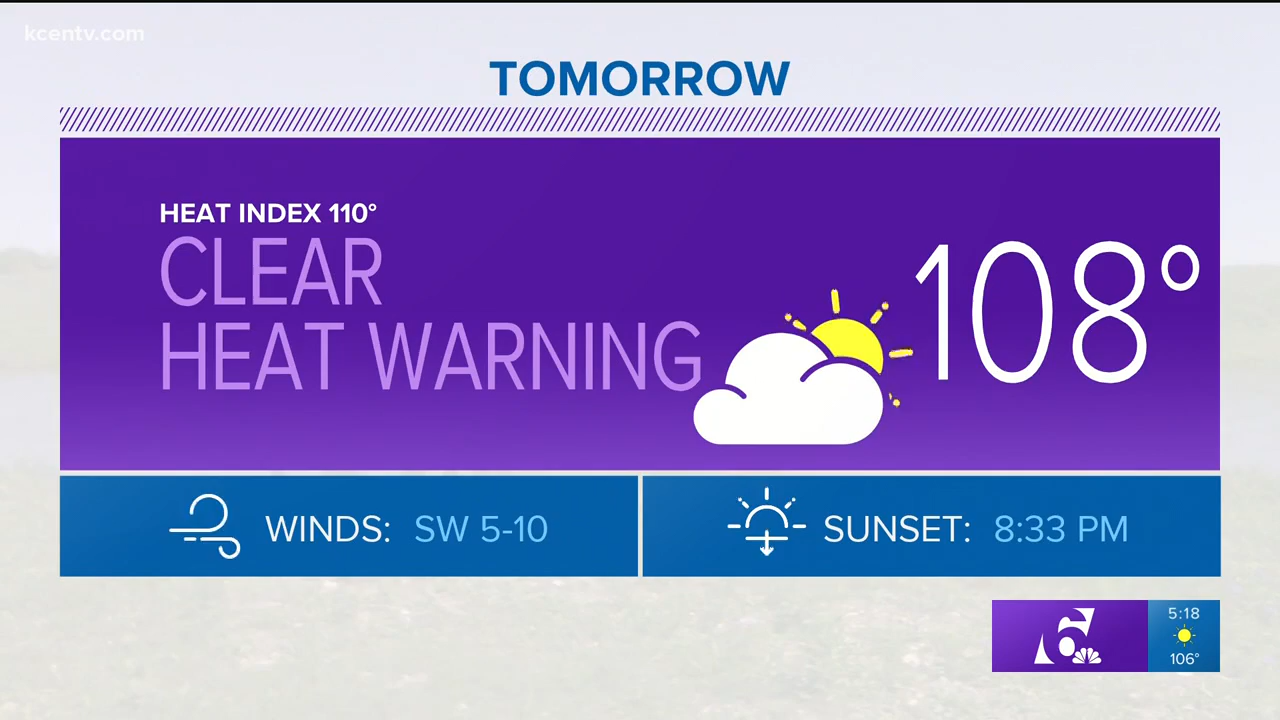 kcentv.com
TOMORROW
HEAT INDEX 110°
CLEAR
HEAT WARNING
108°
WINDS: SW 5-10
SUNSET: 8:33 PM
6
5:18
106°